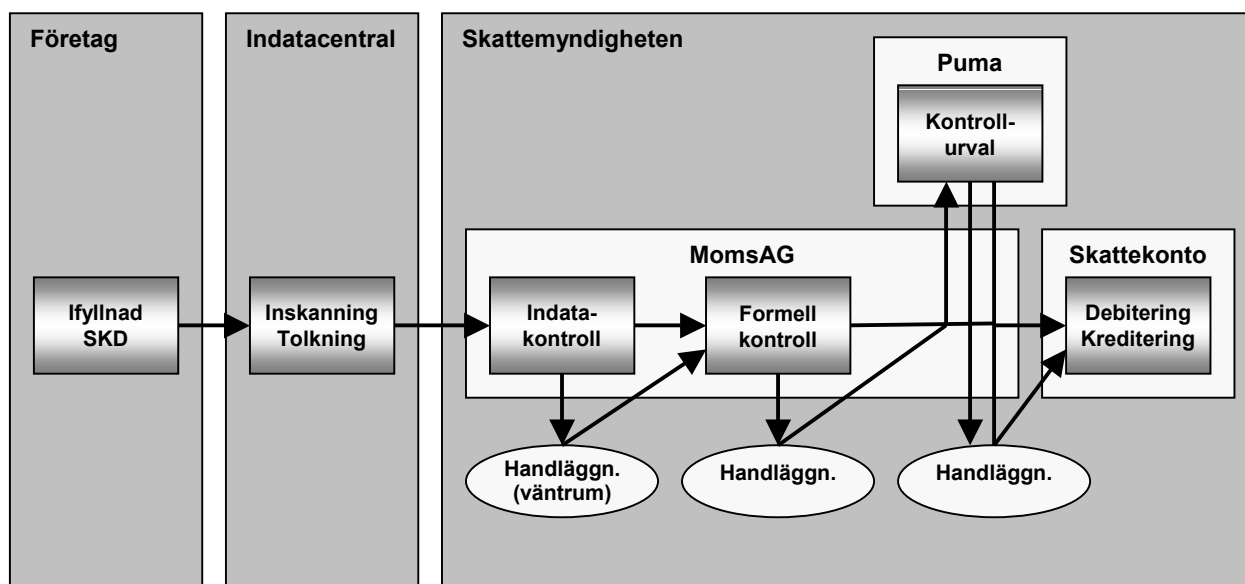 Företag
Indatacentral
Skattemyndigheten
Puma
Kontroll-
urval
MomsAG
Skattekonto
Ifyllnad
SKD
Inskanning
Tolkning
Indata-
kontroll
Formell
kontroll
Debitering
Kreditering
Handläggn.
(väntrum)
Handläggn.
Handläggn.